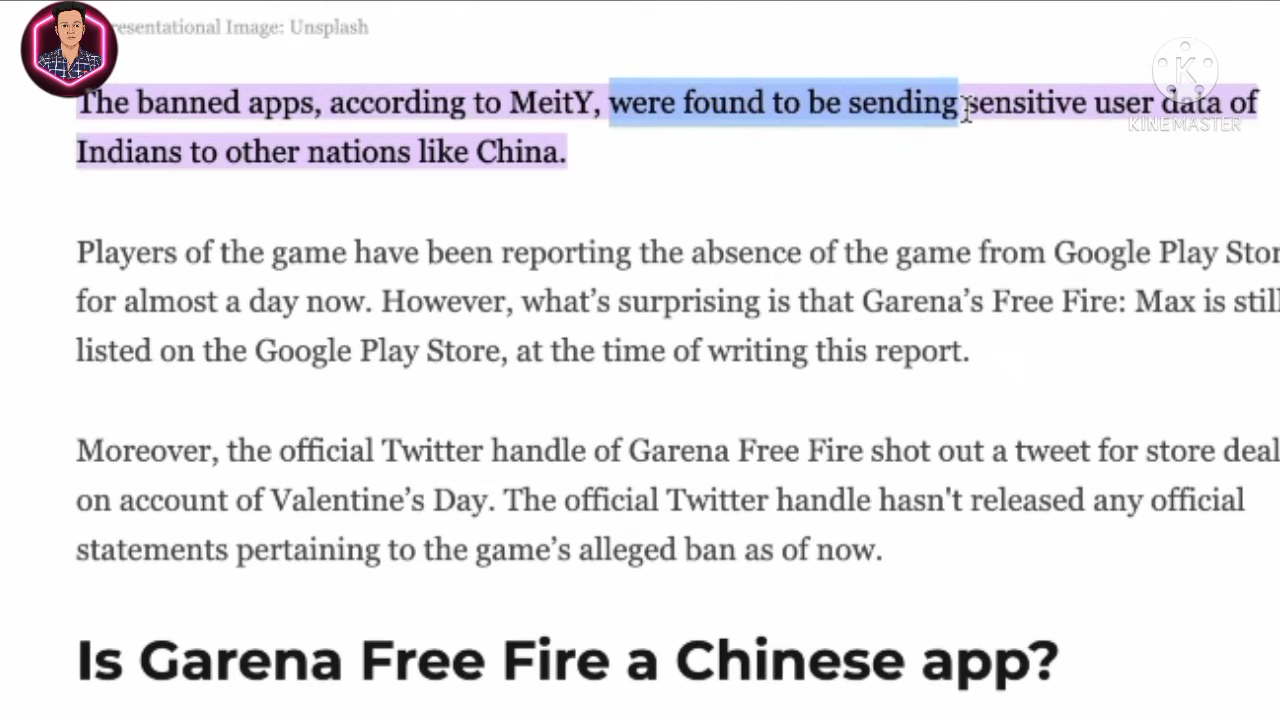 resentational Image: Unsplash
The banned apps, according to MeitY, were found to be sending sensitive user data of
Indians to other nations like China.
KINEMASTER
Players of the game have been reporting the absence of the game from Google Play Stor
for almost a day now. However, what’s surprising is that Garena’s Free Fire: Max is still
listed on the Google Play Store, at the time of writing this report.
Moreover, the official Twitter handle of Garena Free Fire shot out a tweet for store deal
on account of Valentine’s Day. The official Twitter handle hasn't released any official
statements pertaining to the game’s alleged ban as of now.
Is Garena Free Fire a Chinese app?